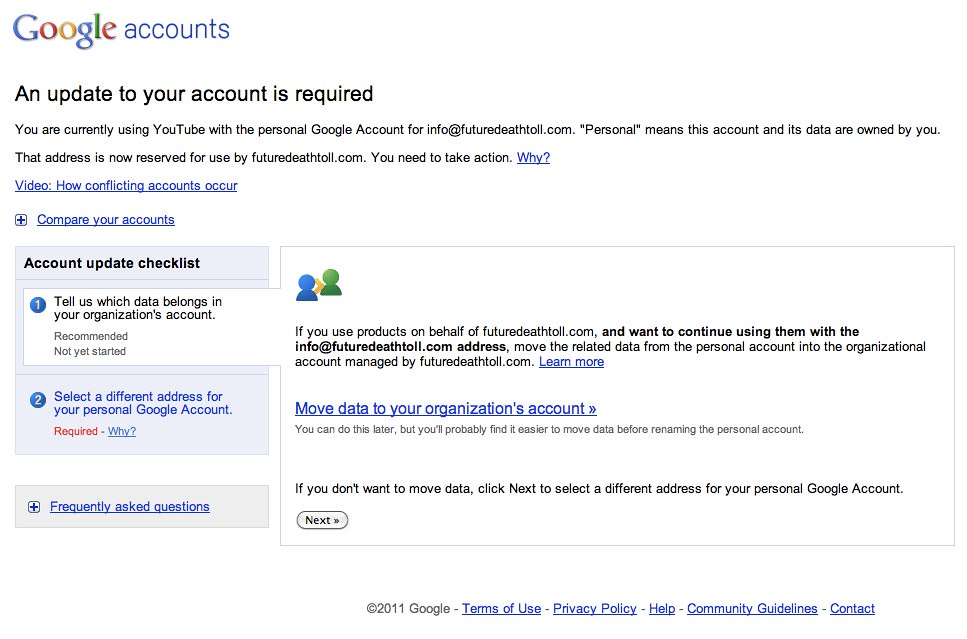 Google accounts
An update to your account is required
You are currently using YouTube with the personal Google Account for info@futuredeathtoll.com. "Personal" means this account and its data are owned by you.
That address is now reserved for use by futuredeathtoll.com. You need to take action. Why?
Video: How conflicting accounts occur
Compare your accounts
Account update checklist
1 Tell us which data belongs in
your organization's account.
Recommended
Not yet started
2 Select a different address for
your personal Google Account.
Required - Why?
Frequently asked questions
If you use products on behalf of futuredeathtoll.com, and want to continue using them with the
info@futuredeathtoll.com address, move the related data from the personal account into the organizational
account managed by futuredeathtoll.com. Learn more
Move data to your organization's account »
You can do this later, but you'll probably find it easier to move data before renaming the personal account.
If you don't want to move data, click Next to select a different address for your personal Google Account.
Next »
©2011 Google - Terms of Use - Privacy Policy - Help - Community Guidelines - Contact